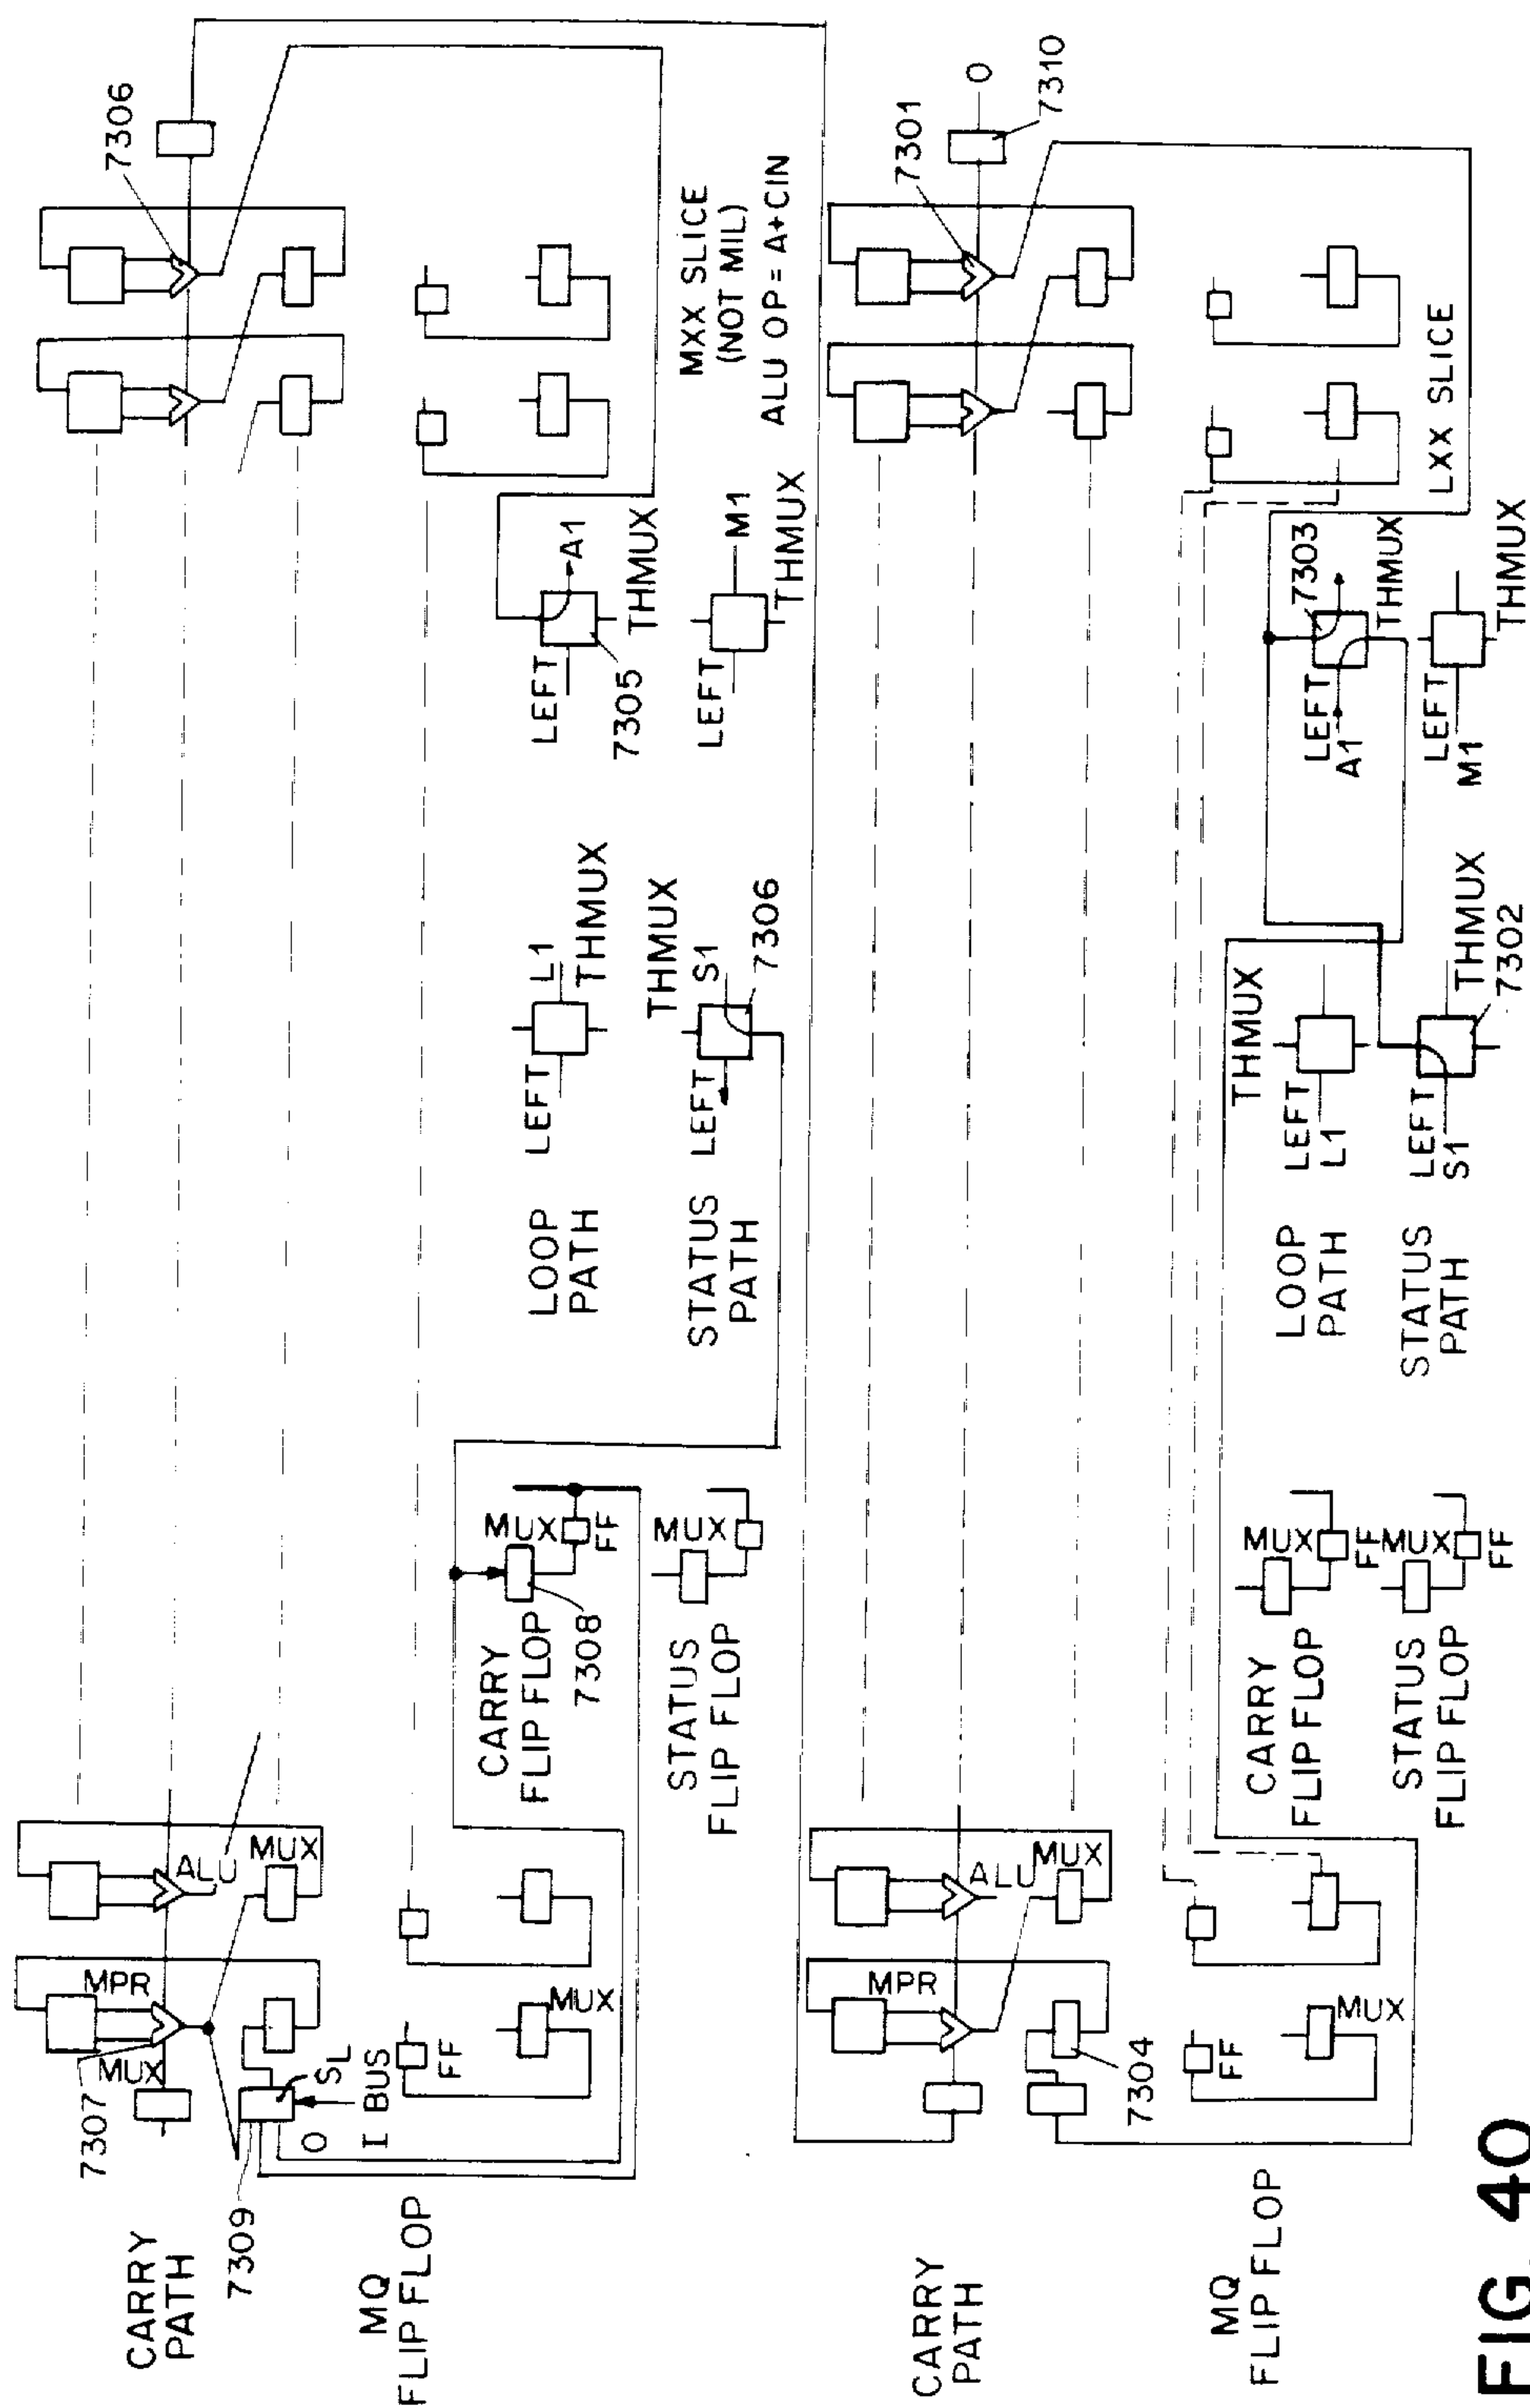 CARRY
PATH
7307
MUX
MPR
ALU
MUX
7306
7309
SL
O
I BUS
MQ
FLIP FLOP
FF
MUX
CARRY
FLIP FLOP
7308
MUX
FF
STATUS
FLIP FLOP
MUX
LOOP
PATH
LEFT
L1
THMUX
STATUS
PATH
LEFT
S1
THMUX
7306
LEFT
A1
THMUX
7305
LEFT
M1
THMUX
MXX SLICE
(NOT MIL)
ALU OP = A+CIN
CARRY
PATH
MPR
ALU
MUX
7301
O
7310
7304
MQ
FLIP FLOP
FF
MUX
CARRY
FLIP FLOP
MUX
FF
STATUS
FLIP FLOP
MUX
FF
LOOP
PATH
LEFT
L1
THMUX
STATUS
PATH
LEFT
S1
THMUX
7302
LEFT
A1
7303
THMUX
LEFT
M1
THMUX
LXX SLICE
FIG. 40